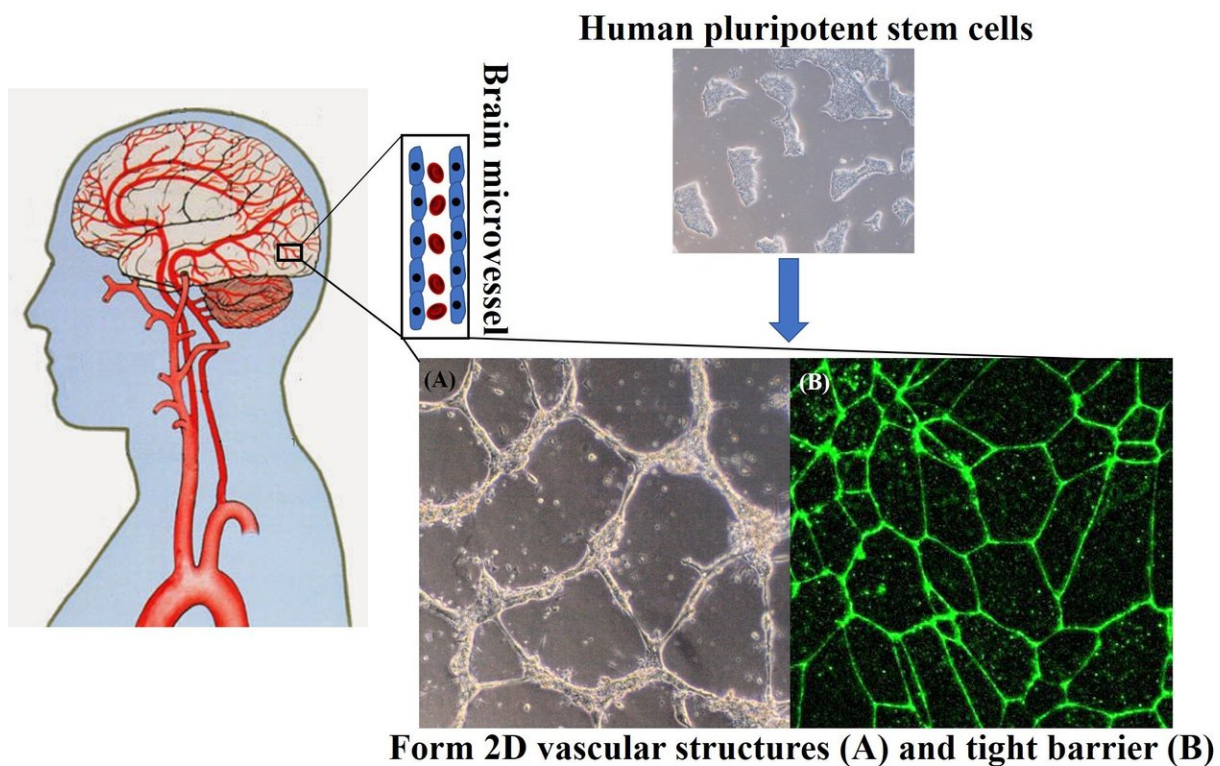 Human pluripotent stem cells
Brain microvessel
(A)
(B)
Form 2D vascular structures (A) and tight barrier (B)